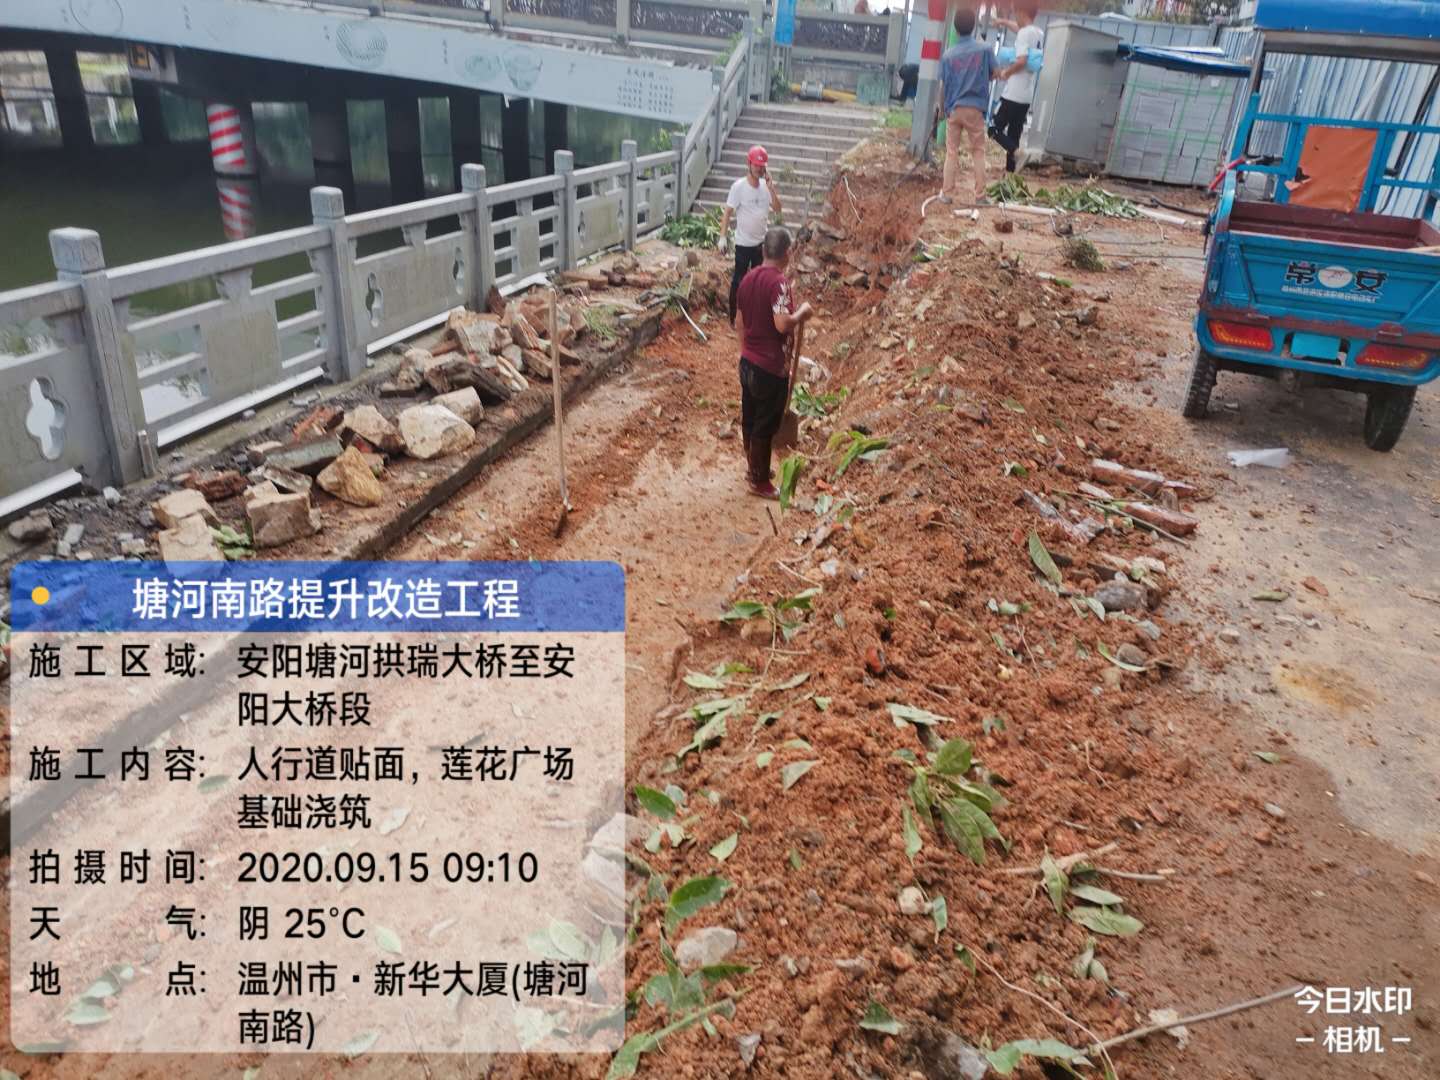 常 安
塘河南路提升改造工程
施工区域: 安阳塘河拱瑞大桥至安
阳大桥段
施工内容: 人行道贴面，莲花广场
基础浇筑
拍摄时间: 2020.09.15 09:10
天气: 阴 25°C
地点: 温州市·新华大厦(塘河
南路)
今日水印
- 相机 -